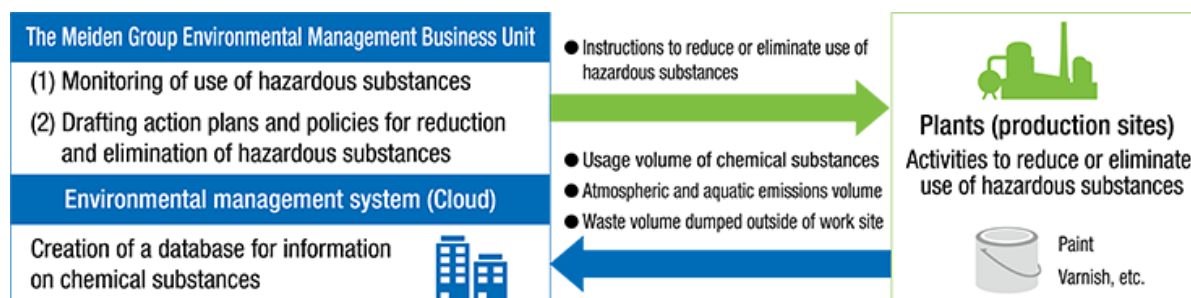 The Meiden Group Environmental Management Business Unit
(1) Monitoring of use of hazardous substances
(2) Drafting action plans and policies for reduction
and elimination of hazardous substances
Environmental management system (Cloud)
Creation of a database for information
on chemical substances
● Instructions to reduce or eliminate use of
hazardous substances
● Usage volume of chemical substances
● Atmospheric and aquatic emissions volume
● Waste volume dumped outside of work site
Plants (production sites)
Activities to reduce or eliminate
use of hazardous substances
Paint
Varnish, etc.